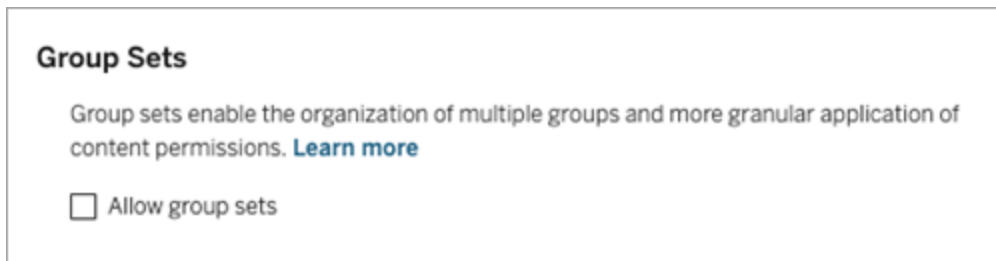 Group Sets
Group sets enable the organization of multiple groups and more granular application of
content permissions. Learn more
Allow group sets